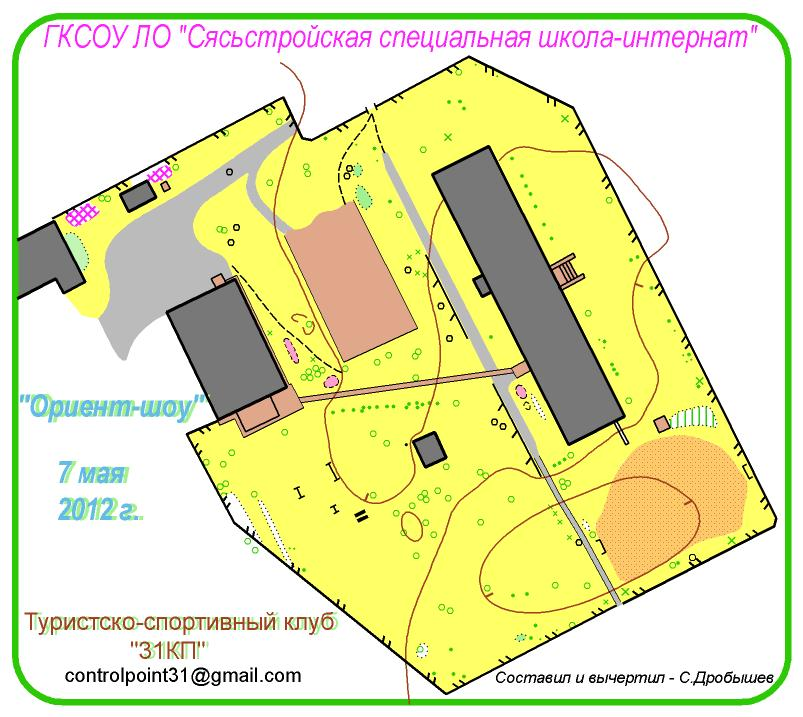 ГКСОУ ЛО "Сясьстройская специальная школа-интернат"
"Ориент-шоу"
7 мая
2012 г.
Туристско-спортивный клуб
"31КП"
controlpoint31@gmail.com
Составил и вычертил - С.Дробышев